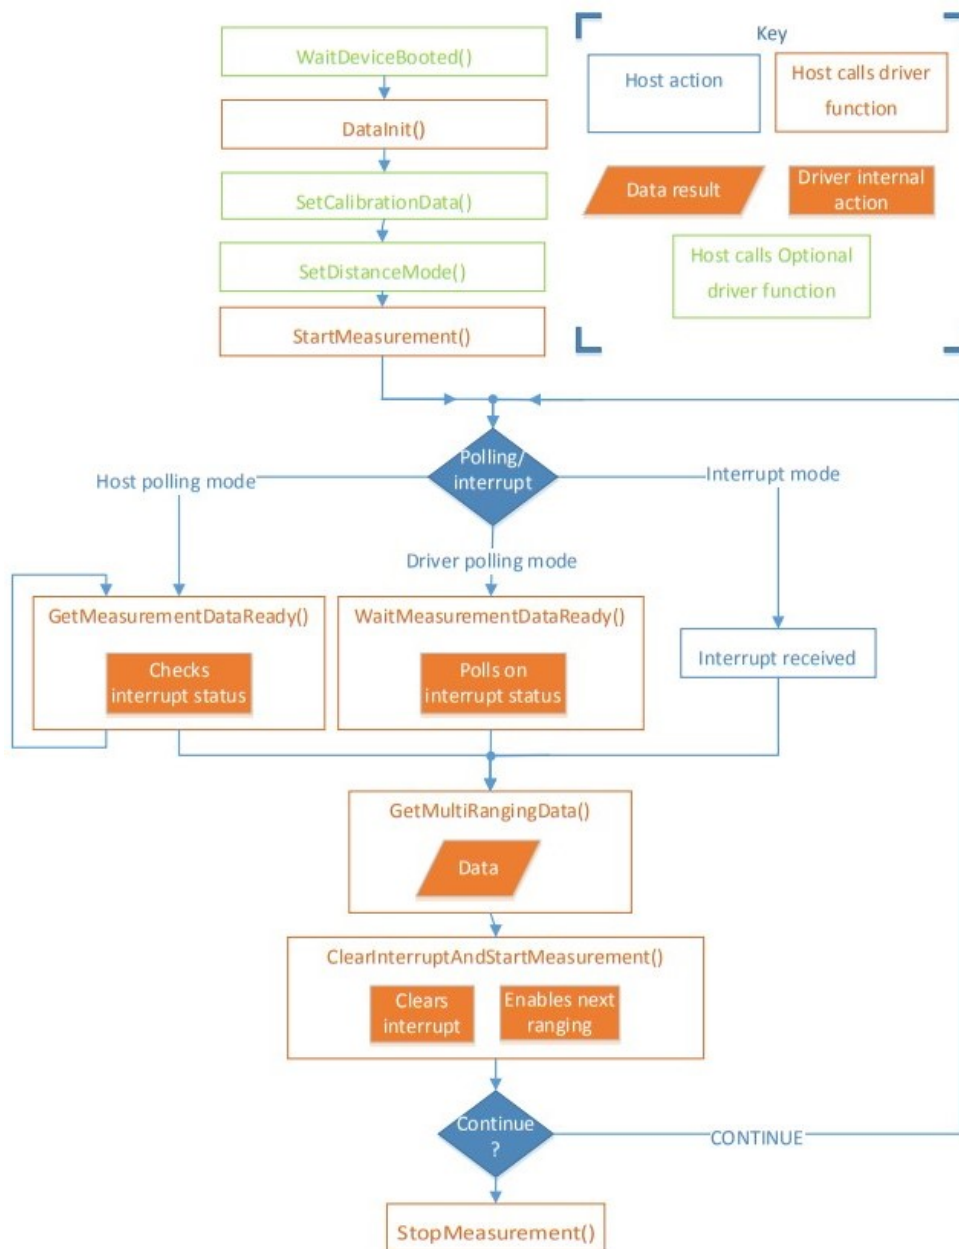 WaitDeviceBooted()
DataInit()
SetCalibrationData()
SetDistanceMode()
StartMeasurement()
Key
Host action
Host calls driver
function
Data result
Driver internal
action
Host calls Optional
driver function
Polling/
interrupt
Host polling mode
Interrupt mode
Driver polling mode
GetMeasurementDataReady()
Checks
interrupt status
WaitMeasurementDataReady()
Polls on
interrupt status
Interrupt received
GetMultiRangingData()
Data
ClearInterruptAndStartMeasurement()
Clears
interrupt
Enables next
ranging
Continue
?
CONTINUE
StopMeasurement()